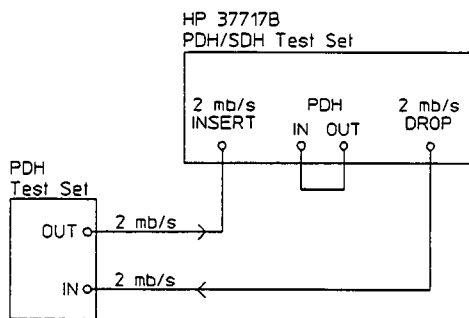 HP 37717B
PDH/SDH Test Set
2 mb/s PDH 2 mb/s
INSERT IN OUT DROP
PDH
Test Set
OUT 2 mb/s
IN 2 mb/s